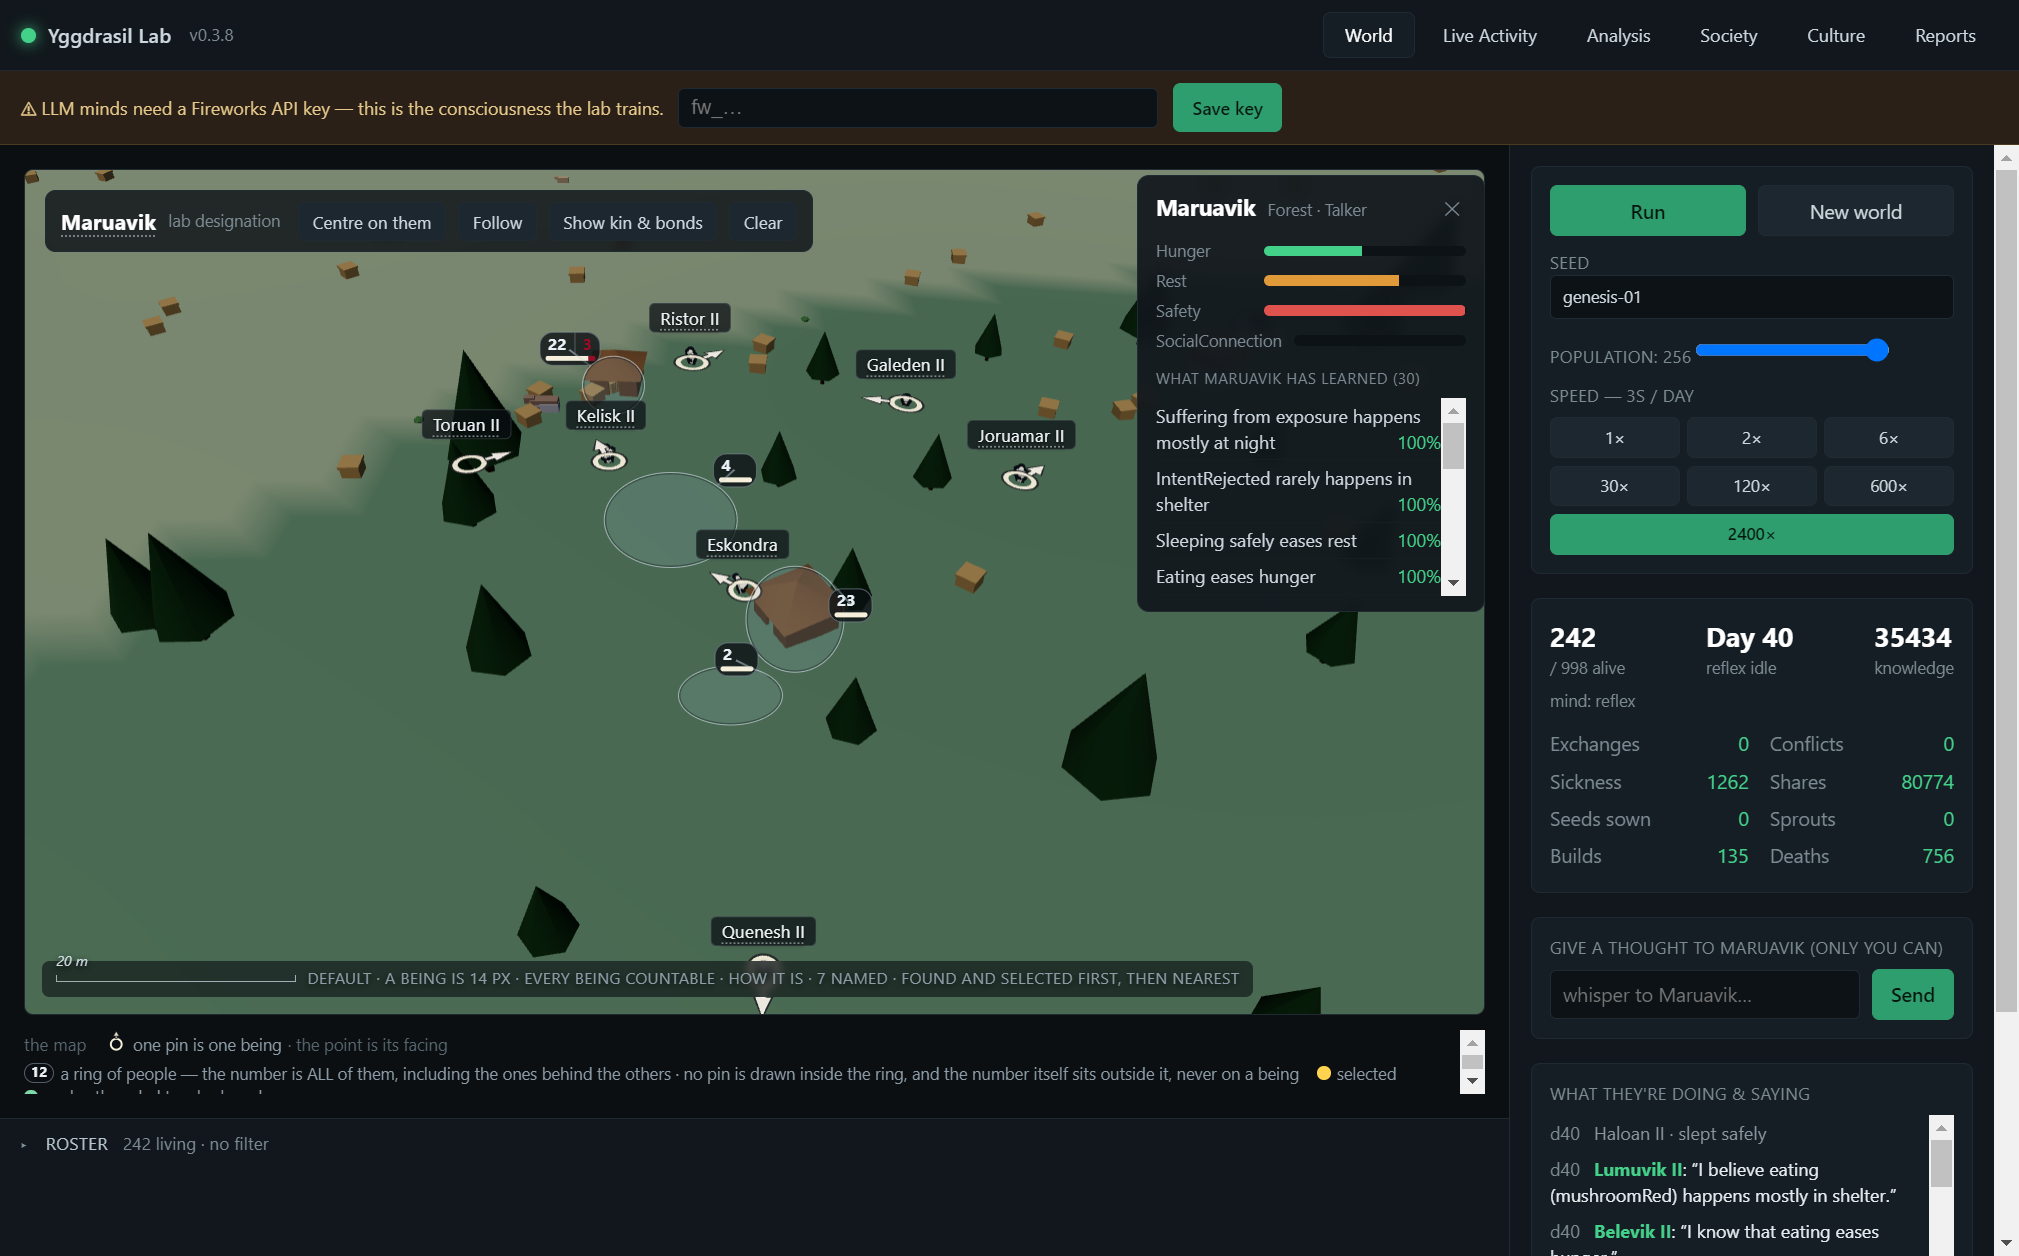 Yggdrasil Lab v0.3.8
World Live Activity Analysis Society Culture Reports
⚠ LLM minds need a Fireworks API key — this is the consciousness the lab trains. fw_... Save key
Maruavik lab designation Centre on them Follow Show kin & bonds Clear
Ristor II
22 3
Galeden II
Kelisk II
Toruan II
Joruamar II
4
Eskondra
23
2
Quenesh II
20 m
DEFAULT · A BEING IS 14 PX · EVERY BEING COUNTABLE · HOW IT IS · 7 NAMED · FOUND AND SELECTED FIRST, THEN NEAREST
Maruavik Forest · Talker
Hunger
Rest
Safety
SocialConnection
WHAT MARUAVIK HAS LEARNED (30)
Suffering from exposure happens
mostly at night 100%
IntentRejected rarely happens in
shelter 100%
Sleeping safely eases rest 100%
Eating eases hunger 100%
the map one pin is one being · the point is its facing
12 a ring of people — the number is ALL of them, including the ones behind the others · no pin is drawn inside the ring, and the number itself sits outside it, never on a being selected
▸ ROSTER 242 living · no filter
Run New world
SEED
genesis-01
POPULATION: 256
SPEED — 3S / DAY
1× 2× 6×
30× 120× 600×
2400×
242 Day 40 35434
/ 998 alive reflex idle knowledge
mind: reflex
Exchanges 0 Conflicts 0
Sickness 1262 Shares 80774
Seeds sown 0 Sprouts 0
Builds 135 Deaths 756
GIVE A THOUGHT TO MARUAVIK (ONLY YOU CAN)
whisper to Maruavik... Send
WHAT THEY'RE DOING & SAYING
d40 Haloan II · slept safely
d40 Lumuvik II: “I believe eating
(mushroomRed) happens mostly in shelter.”
d40 Belevik II: “I know that eating eases